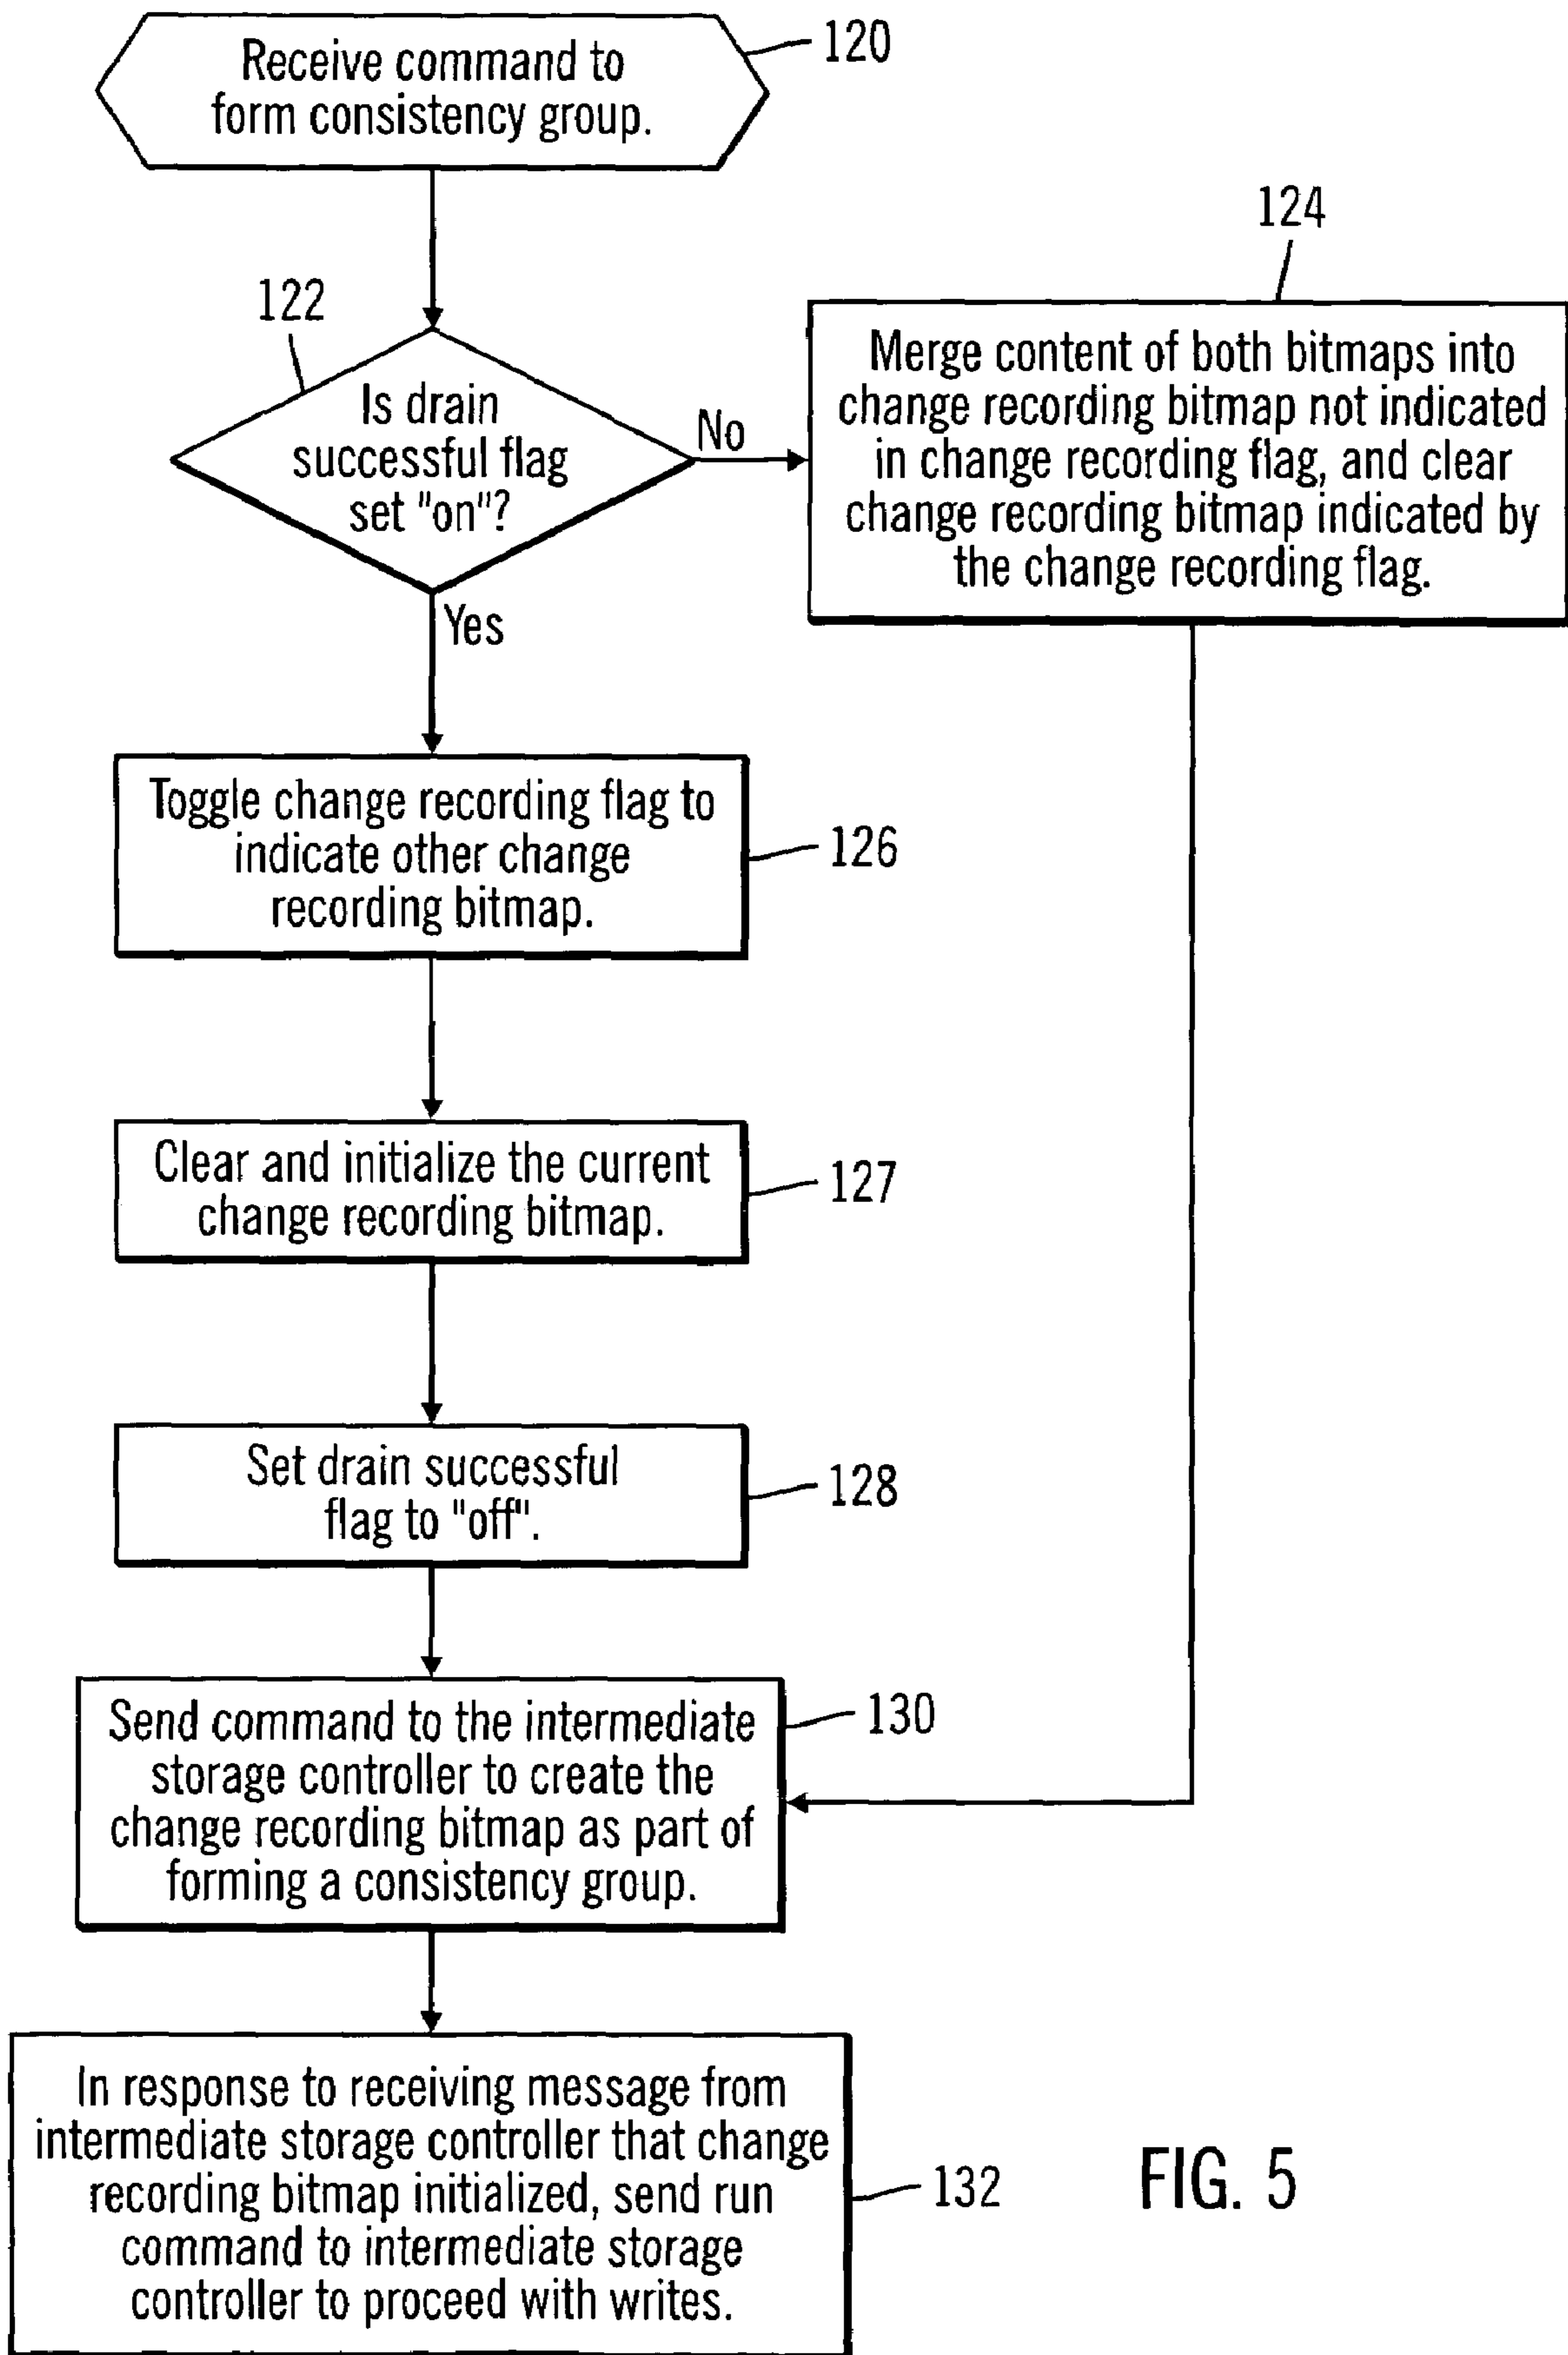 Receive command to
form consistency group.
120
122
Is drain
successful flag
set "on"?
No
Yes
124
Merge content of both bitmaps into
change recording bitmap not indicated
in change recording flag, and clear
change recording bitmap indicated by
the change recording flag.
Toggle change recording flag to
indicate other change
recording bitmap.
126
Clear and initialize the current
change recording bitmap.
127
Set drain successful
flag to "off".
128
Send command to the intermediate
storage controller to create the
change recording bitmap as part of
forming a consistency group.
130
In response to receiving message from
intermediate storage controller that change
recording bitmap initialized, send run
command to intermediate storage
controller to proceed with writes.
132
FIG. 5